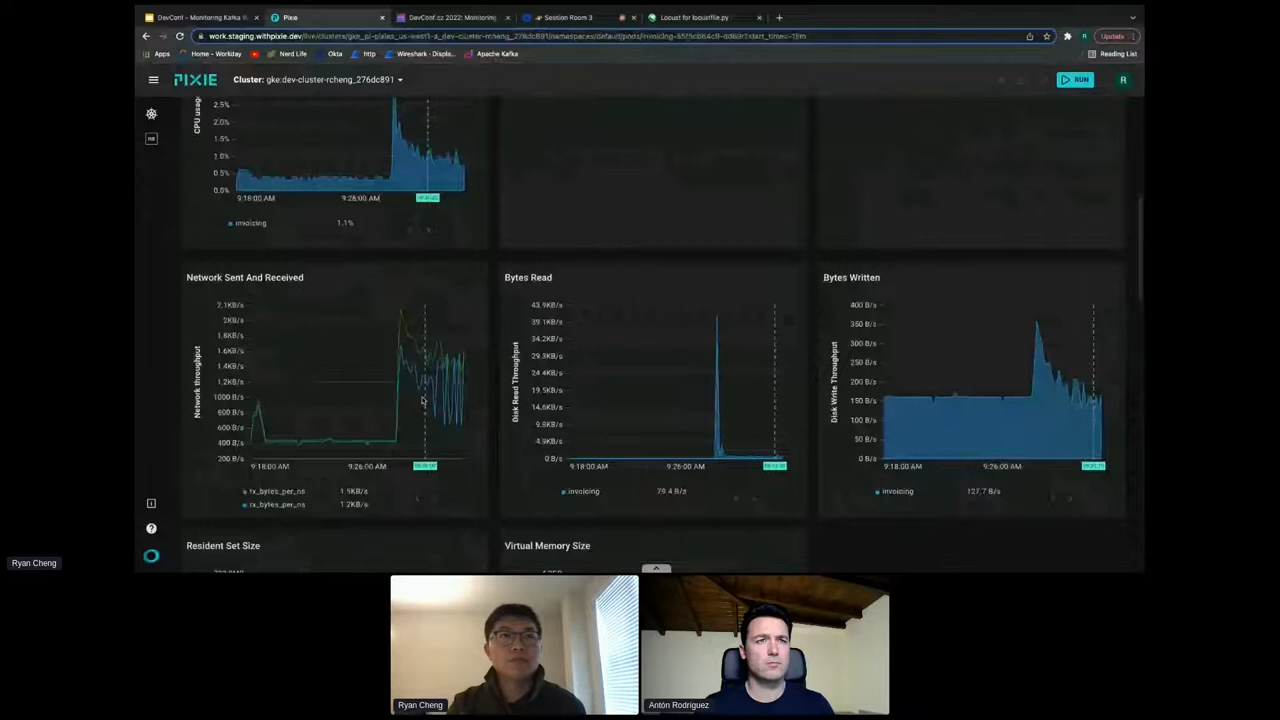 DevConf - Monitoring Kafka
Pixie
DevConf.cz 2022: Monitoring
Session Room 3
Locust for locustfile.py
Update
Apps
Home - Workday
Nerd Life
Okta
http
Wireshark - Displa...
Apache Kafka
Reading List
PIXIE
Cluster: gke:dev-cluster-rcheng_276dc891
RUN
R
CPU usag
2.5%
2.0%
1.5%
1.0%
0.5%
0.0%
9:18:00 AM
9:26:00 AM
invoicing
1.1%
Network Sent And Received
Network throughput
2.1KB/s
2KB/s
1.8KB/s
1.6KB/s
1.4KB/s
1.2KB/s
1000 B/s
800 B/s
600 B/s
400 B/s
200 B/s
9:18:00 AM
9:26:00 AM
1.5KB/s
1.2KB/s
Bytes Read
Disk Read Throughput
43.9KB/s
39.1KB/s
34.2KB/s
29.3KB/s
24.4KB/s
19.5KB/s
14.6KB/s
9.8KB/s
4.9KB/s
0 B/s
9:18:00 AM
9:26:00 AM
invoicing
79.4 B/s
Bytes Written
Disk Write Throughput
400 B/s
350 B/s
300 B/s
250 B/s
200 B/s
150 B/s
100 B/s
50 B/s
0 B/s
9:18:00 AM
9:26:00 AM
invoicing
127.7 B/s
Resident Set Size
Virtual Memory Size
Ryan Cheng
Ryan Cheng
Antón Rodríguez